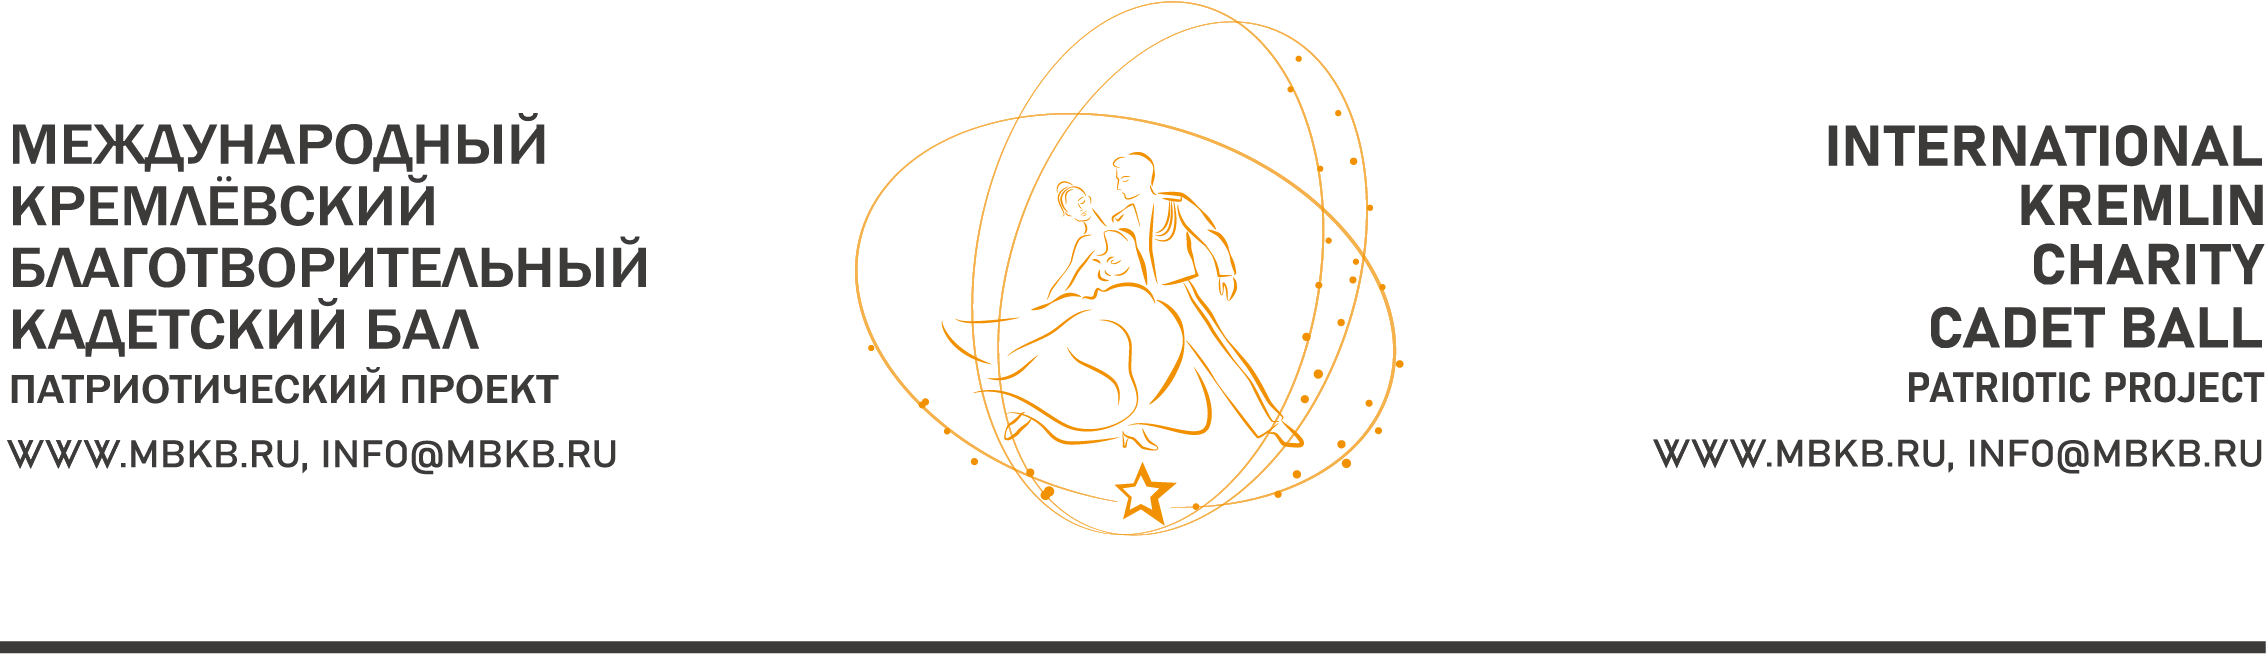 МЕЖДУНАРОДНЫЙ
КРЕМЛЁВСКИЙ
БЛАГОТВОРИТЕЛЬНЫЙ
КАДЕТСКИЙ БАЛ
ПАТРИОТИЧЕСКИЙ ПРОЕКТ
WWW.MBKB.RU, INFO@MBKB.RU
INTERNATIONAL
KREMLIN
CHARITY
CADET BALL
PATRIOTIC PROJECT
WWW.MBKB.RU, INFO@MBKB.RU